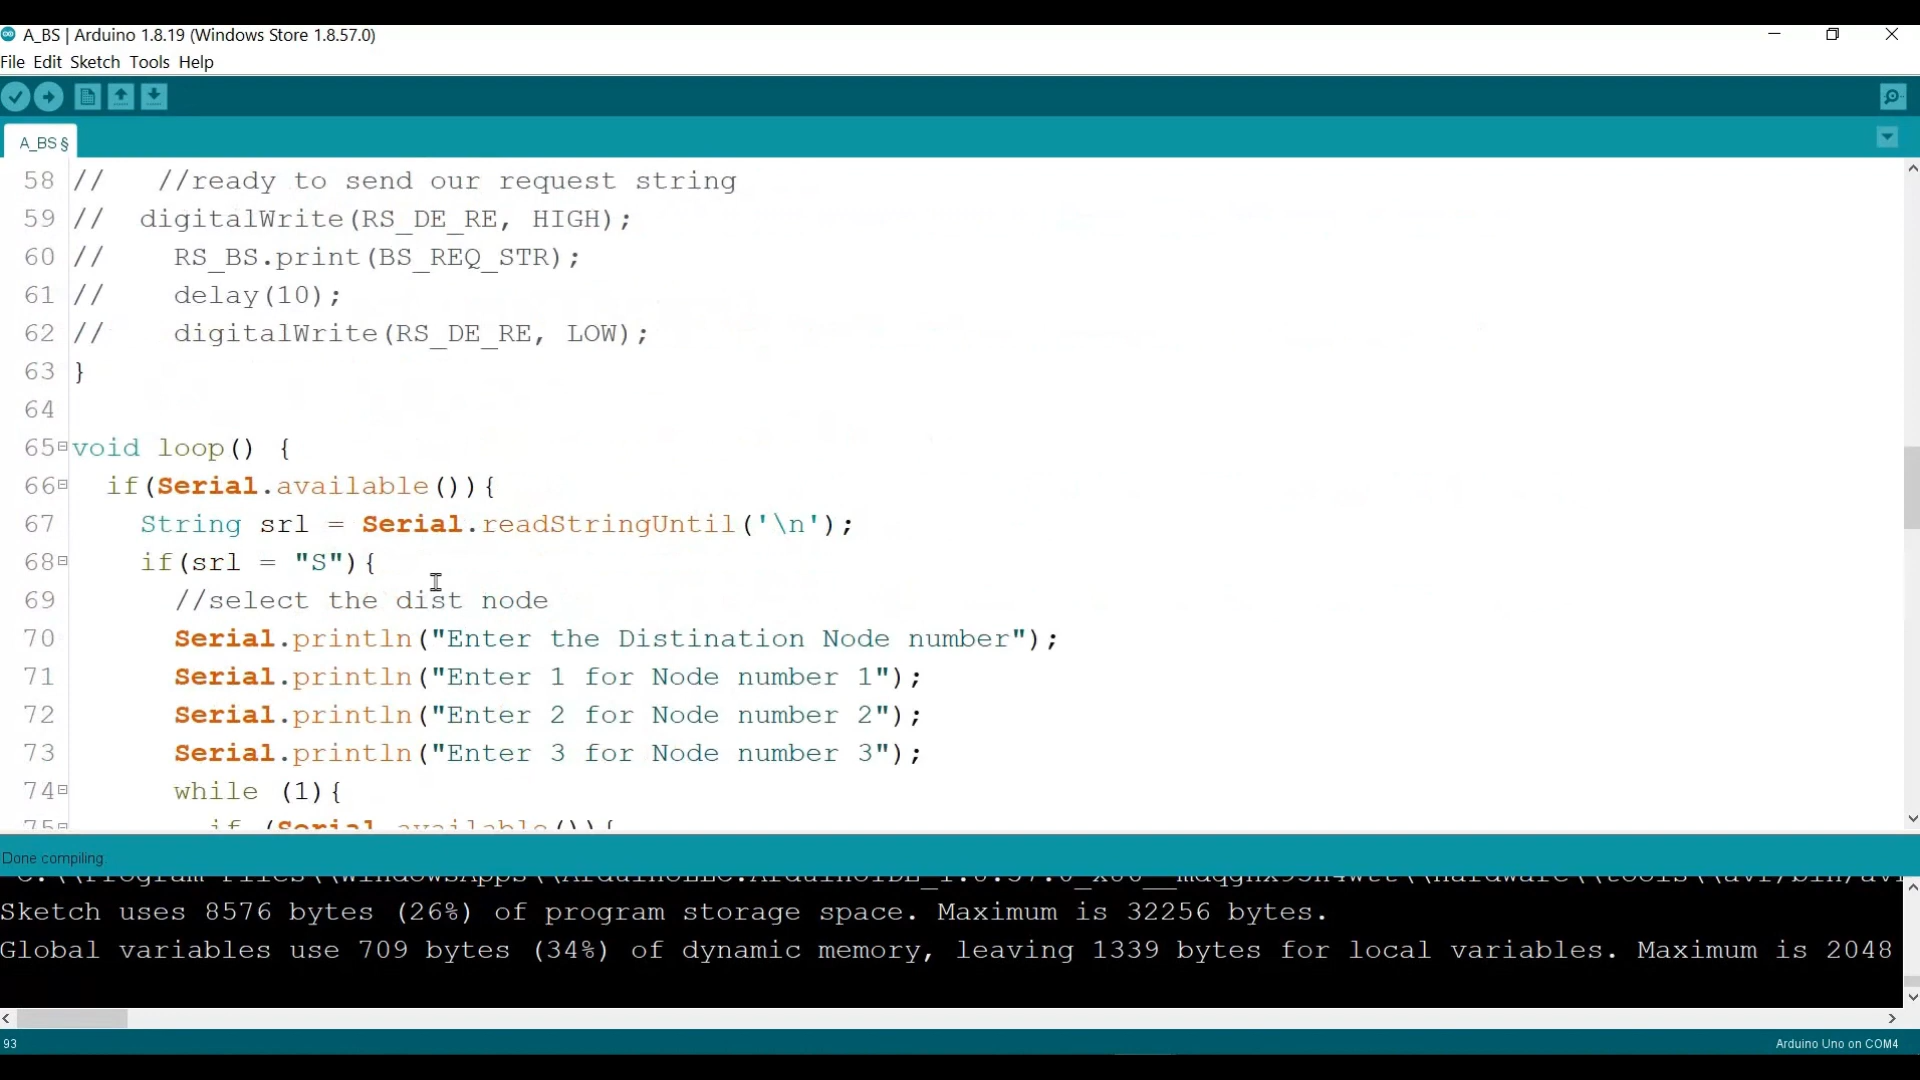 A_BS | Arduino 1.8.19 (Windows Store 1.8.57.0)
File Edit Sketch Tools Help
A_BS §
58 //   //ready to send our request string
59 //  digitalWrite(RS_DE_RE, HIGH);
60 //    RS_BS.print(BS_REQ_STR);
61 //    delay(10);
62 //    digitalWrite(RS_DE_RE, LOW);
63 }
64
65 void loop() {
66   if(Serial.available()){
67     String srl = Serial.readStringUntil('\n');
68     if(srl = "S"){
69       //select the dist node
70       Serial.println("Enter the Distination Node number");
71       Serial.println("Enter 1 for Node number 1");
72       Serial.println("Enter 2 for Node number 2");
73       Serial.println("Enter 3 for Node number 3");
74       while (1){
75         if (Serial.available()){
Done compiling.
Sketch uses 8576 bytes (26%) of program storage space. Maximum is 32256 bytes.
Global variables use 709 bytes (34%) of dynamic memory, leaving 1339 bytes for local variables. Maximum is 2048
93
Arduino Uno on COM4